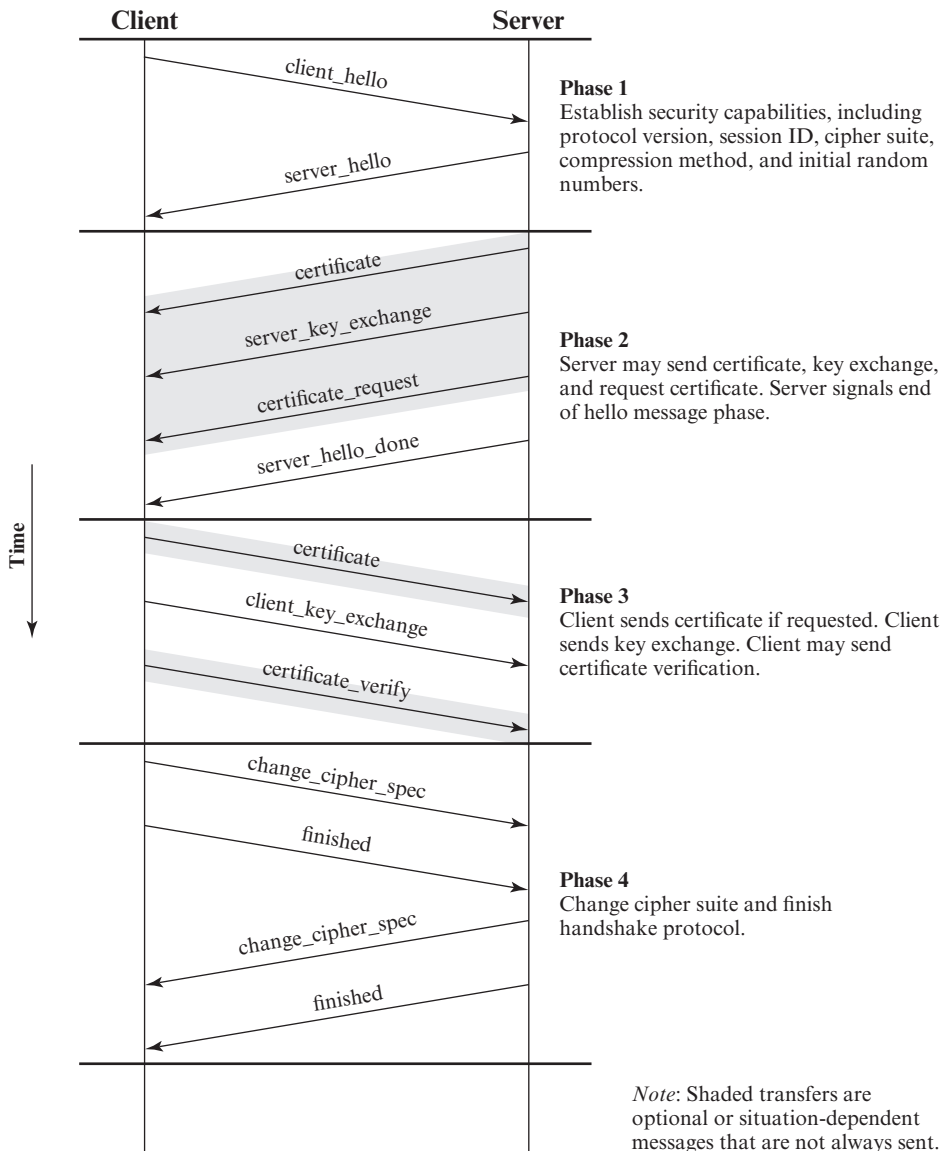 Client
Server
client_hello
server_hello
Phase 1
Establish security capabilities, including
protocol version, session ID, cipher suite,
compression method, and initial random
numbers.
certificate
server_key_exchange
certificate_request
server_hello_done
Phase 2
Server may send certificate, key exchange,
and request certificate. Server signals end
of hello message phase.
Time
certificate
client_key_exchange
certificate_verify
Phase 3
Client sends certificate if requested. Client
sends key exchange. Client may send
certificate verification.
change_cipher_spec
finished
change_cipher_spec
finished
Phase 4
Change cipher suite and finish
handshake protocol.
Note: Shaded transfers are
optional or situation-dependent
messages that are not always sent.